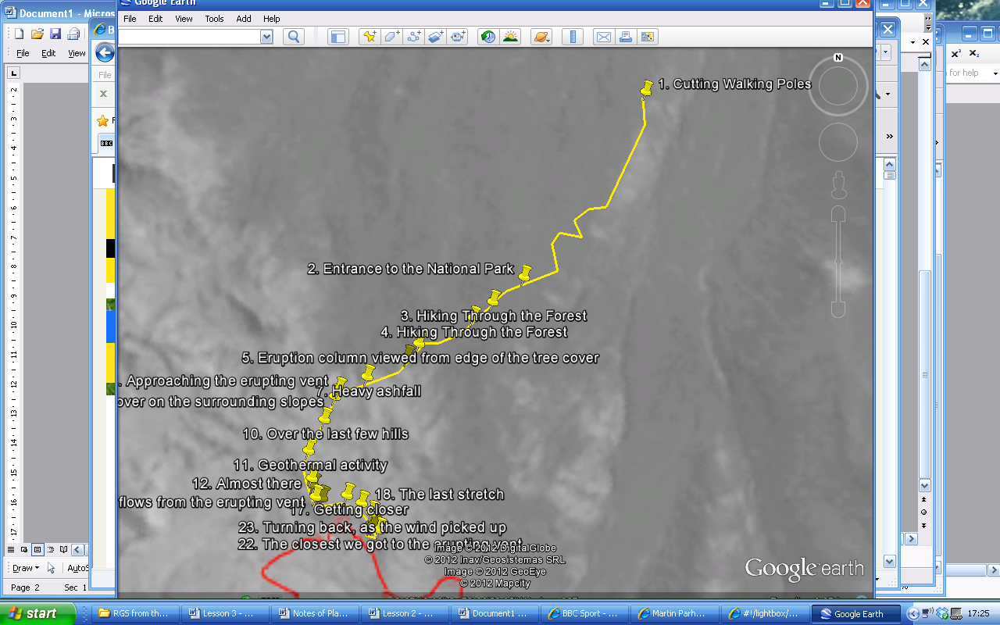 Document1 - Micros
Google Earth
File Edit View Tools Add Help
File Edit View
File
for help
N
1. Cutting Walking Poles
2. Entrance to the National Park
3. Hiking Through the Forest
4. Hiking Through the Forest
5. Eruption column viewed from edge of the tree cover
. Approaching the erupting vent
7. Heavy ashfall
over on the surrounding slopes
10. Over the last few hills
11. Geothermal activity
12. Almost there
18. The last stretch
flows from the erupting vent
17. Getting closer
23. Turning back, as the wind picked up
22. The closest we got to the erupting vent
Image © 2012 DigitalGlobe
© 2012 Inav/Geosistemas SRL
Image © 2012 GeoEye
© 2012 Mapcity
Google earth
BBC
Draw AutoS
Page 2 Sec 1
start RGS from th... Lesson 3 - ... Notes of Pla... Lesson 2 - ... Document1 ... BBC Sport - ... Martin Parh... #!/lightbox/... Google Earth 17:25